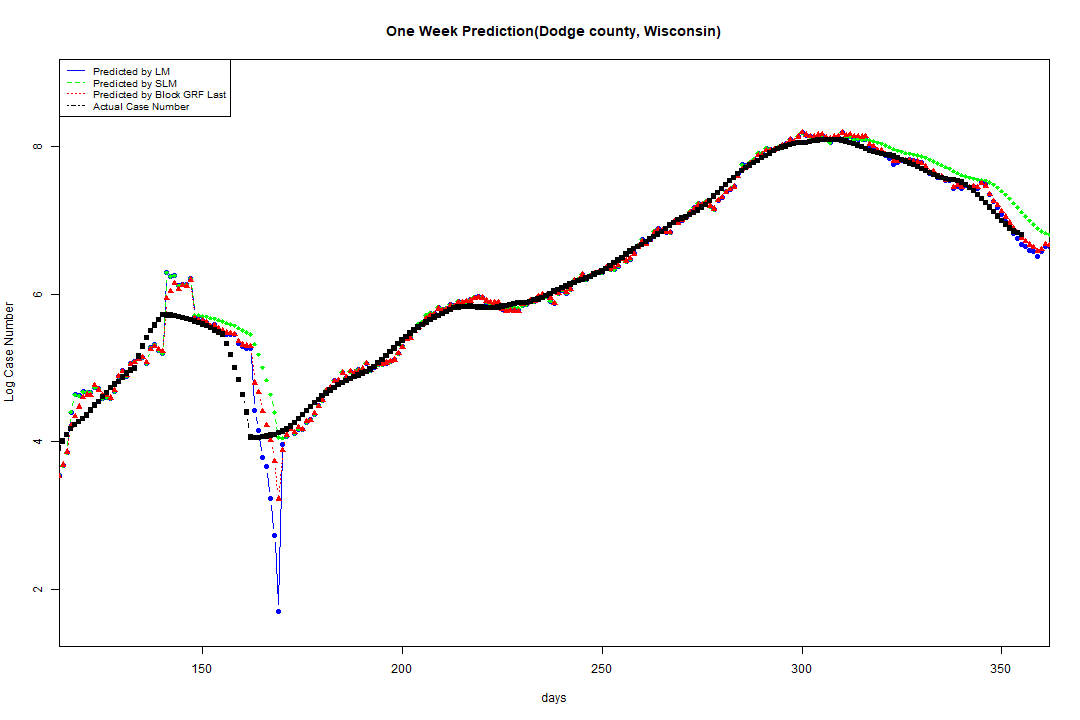 One Week Prediction(Dodge county, Wisconsin)
Predicted by LM
Predicted by SLM
Predicted by Block GRF Last
Actual Case Number
8
6
4
2
Log Case Number
150 200 250 300 350
days